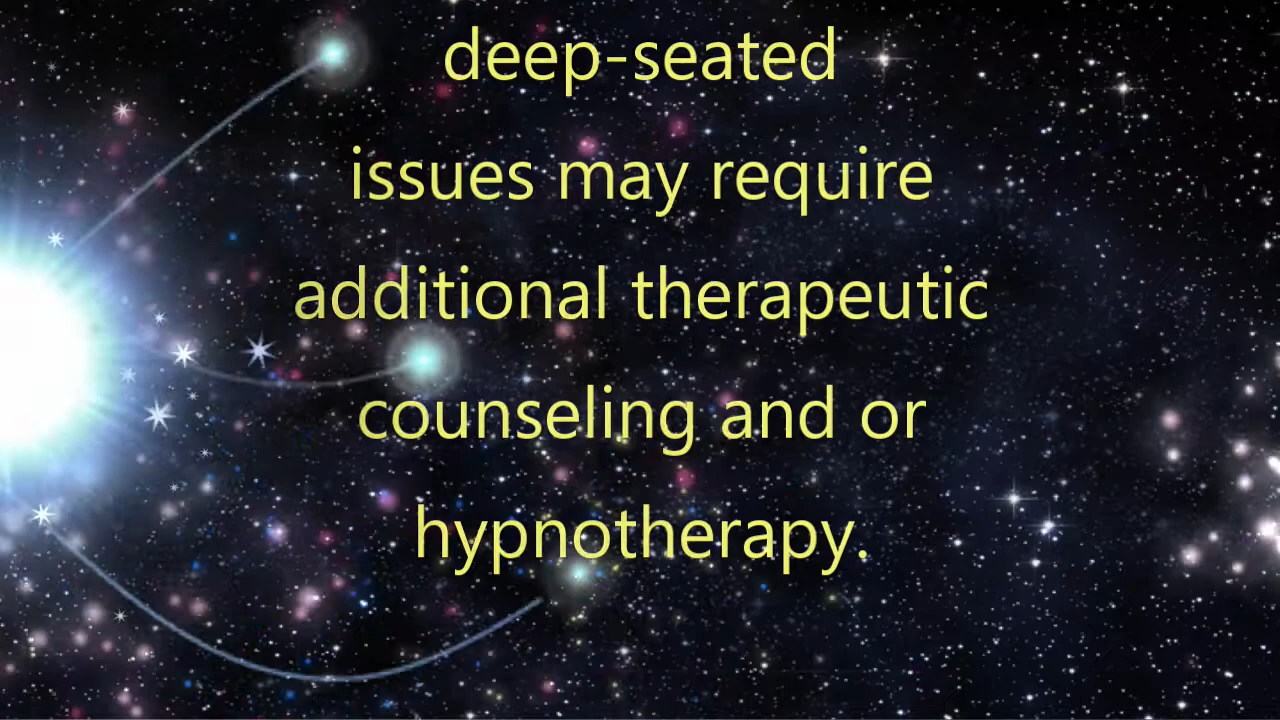 deep-seated
issues may require
additional therapeutic
counseling and or
hypnotherapy.